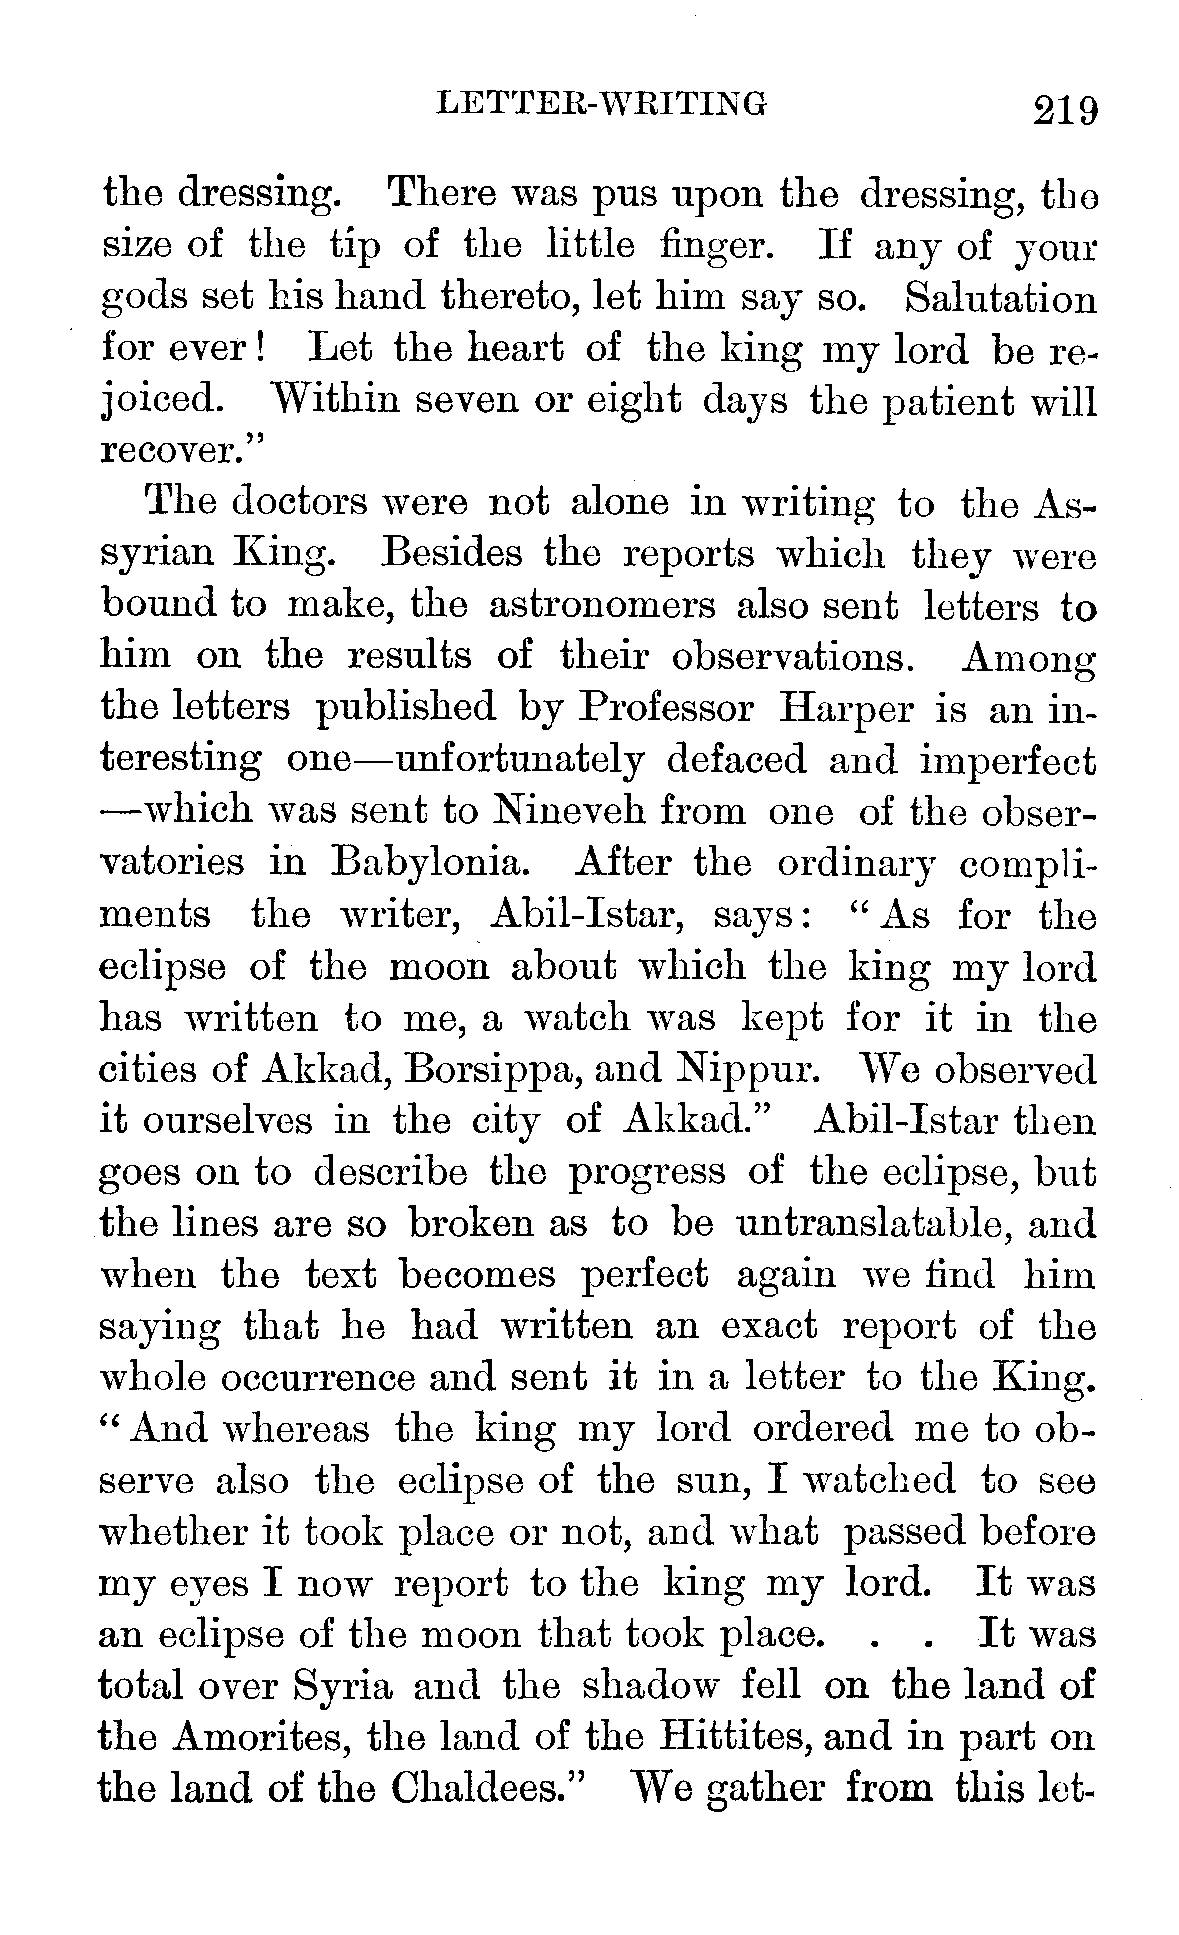 LETTER-WRITING 219
the dressing. There was pus upon the dressing, the
size of the tip of the little finger. If any of your
gods set his hand thereto, let him say so. Salutation
for ever! Let the heart of the king my lord be re-
joiced. Within seven or eight days the patient will
recover.”
The doctors were not alone in writing to the As-
syrian King. Besides the reports which they were
bound to make, the astronomers also sent letters to
him on the results of their observations. Among
the letters published by Professor Harper is an in-
teresting one—unfortunately defaced and imperfect
—which was sent to Nineveh from one of the obser-
vatories in Babylonia. After the ordinary compli-
ments the writer, Abil-Istar, says: “As for the
eclipse of the moon about which the king my lord
has written to me, a watch was kept for it in the
cities of Akkad, Borsippa, and Nippur. We observed
it ourselves in the city of Akkad.” Abil-Istar then
goes on to describe the progress of the eclipse, but
the lines are so broken as to be untranslatable, and
when the text becomes perfect again we find him
saying that he had written an exact report of the
whole occurrence and sent it in a letter to the King.
“And whereas the king my lord ordered me to ob-
serve also the eclipse of the sun, I watched to see
whether it took place or not, and what passed before
my eyes I now report to the king my lord. It was
an eclipse of the moon that took place. . . It was
total over Syria and the shadow fell on the land of
the Amorites, the land of the Hittites, and in part on
the land of the Chaldees.” We gather from this let-